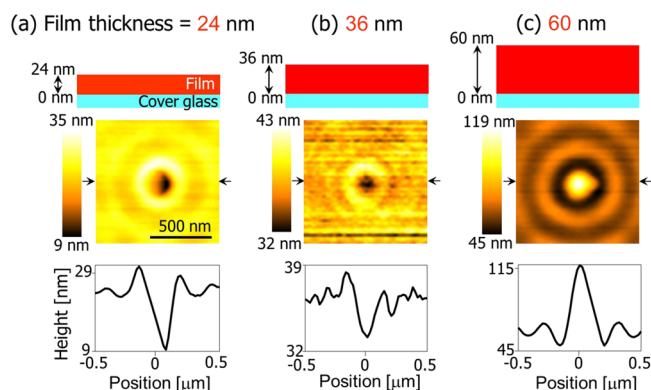 (a) Film thickness = 24 nm
24 nm
0 nm
Film
Cover glass
35 nm
9 nm
500 nm
Height [nm]
29
9
-0.5
0
0.5
Position [μm]
(b) 36 nm
36 nm
0 nm
43 nm
32 nm
39
32
-0.5
0
0.5
Position [μm]
(c) 60 nm
60 nm
0 nm
119 nm
45 nm
115
45
-0.5
0
0.5
Position [μm]